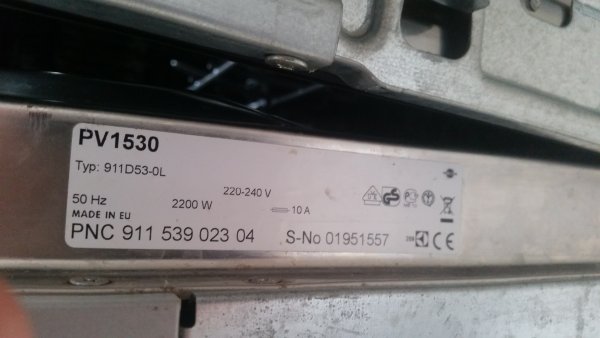 PV1530
Typ: 911D53-0L
220-240 V
50 Hz
2200 W
10 A
MADE IN EU
PNC 911 539 023 04
S-No 01951557
CE